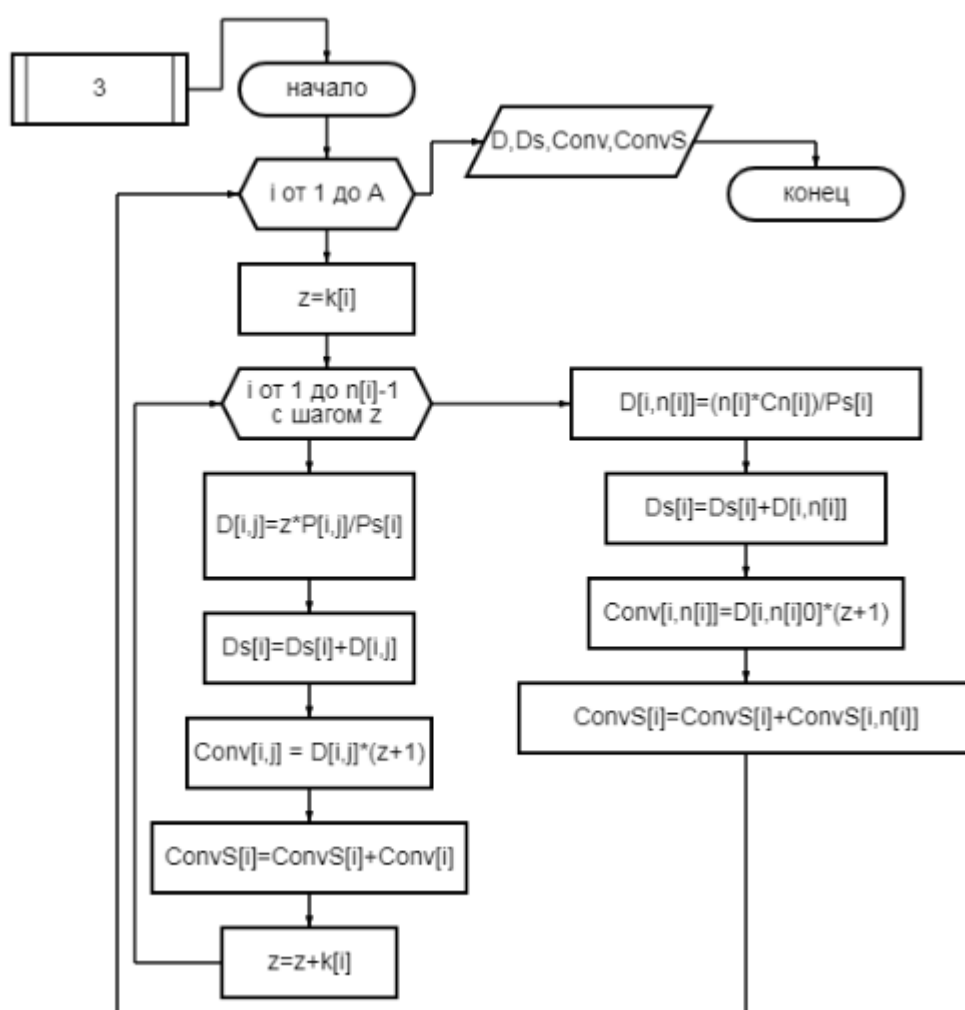 3
начало
D,Ds,Conv,ConvS
i от 1 до A
конец
z=k[i]
i от 1 до n[i]-1
с шагом z
D[i,n[i]]=(n[i]*Cn[i])/Ps[i]
D[i,j]=z*P[i,j]/Ps[i]
Ds[i]=Ds[i]+D[i,n[i]]
Conv[i,n[i]]=D[i,n[i]0]*(z+1)
Ds[i]=Ds[i]+D[i,j]
ConvS[i]=ConvS[i]+ConvS[i,n[i]]
Conv[i,j] = D[i,j]*(z+1)
ConvS[i]=ConvS[i]+Conv[i]
z=z+k[i]